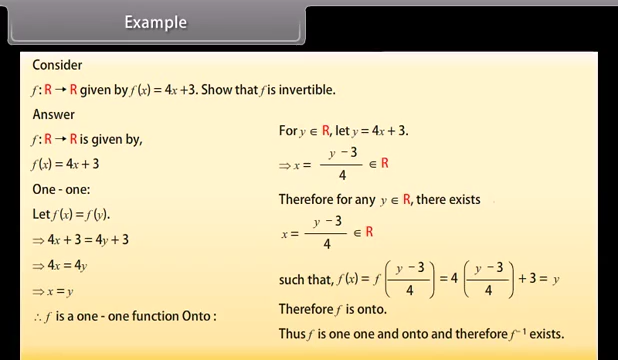 Example
Consider
f : R → R given by f (x) = 4x +3. Show that f is invertible.
Answer
f : R → R is given by,
f(x) = 4x + 3
One - one:
Let f (x) = f (y).
⇒ 4x + 3 = 4y + 3
⇒ 4x = 4y
⇒ x = y
∴ f is a one - one function Onto :
For y ∈ R, let y = 4x + 3.
⇒ x = (y − 3)/4 ∈ R
Therefore for any y ∈ R, there exists
x = (y − 3)/4 ∈ R
such that, f (x) = f ((y − 3)/4) = 4 ((y − 3)/4) + 3 = y
Therefore f is onto.
Thus f is one one and onto and therefore f⁻¹ exists.